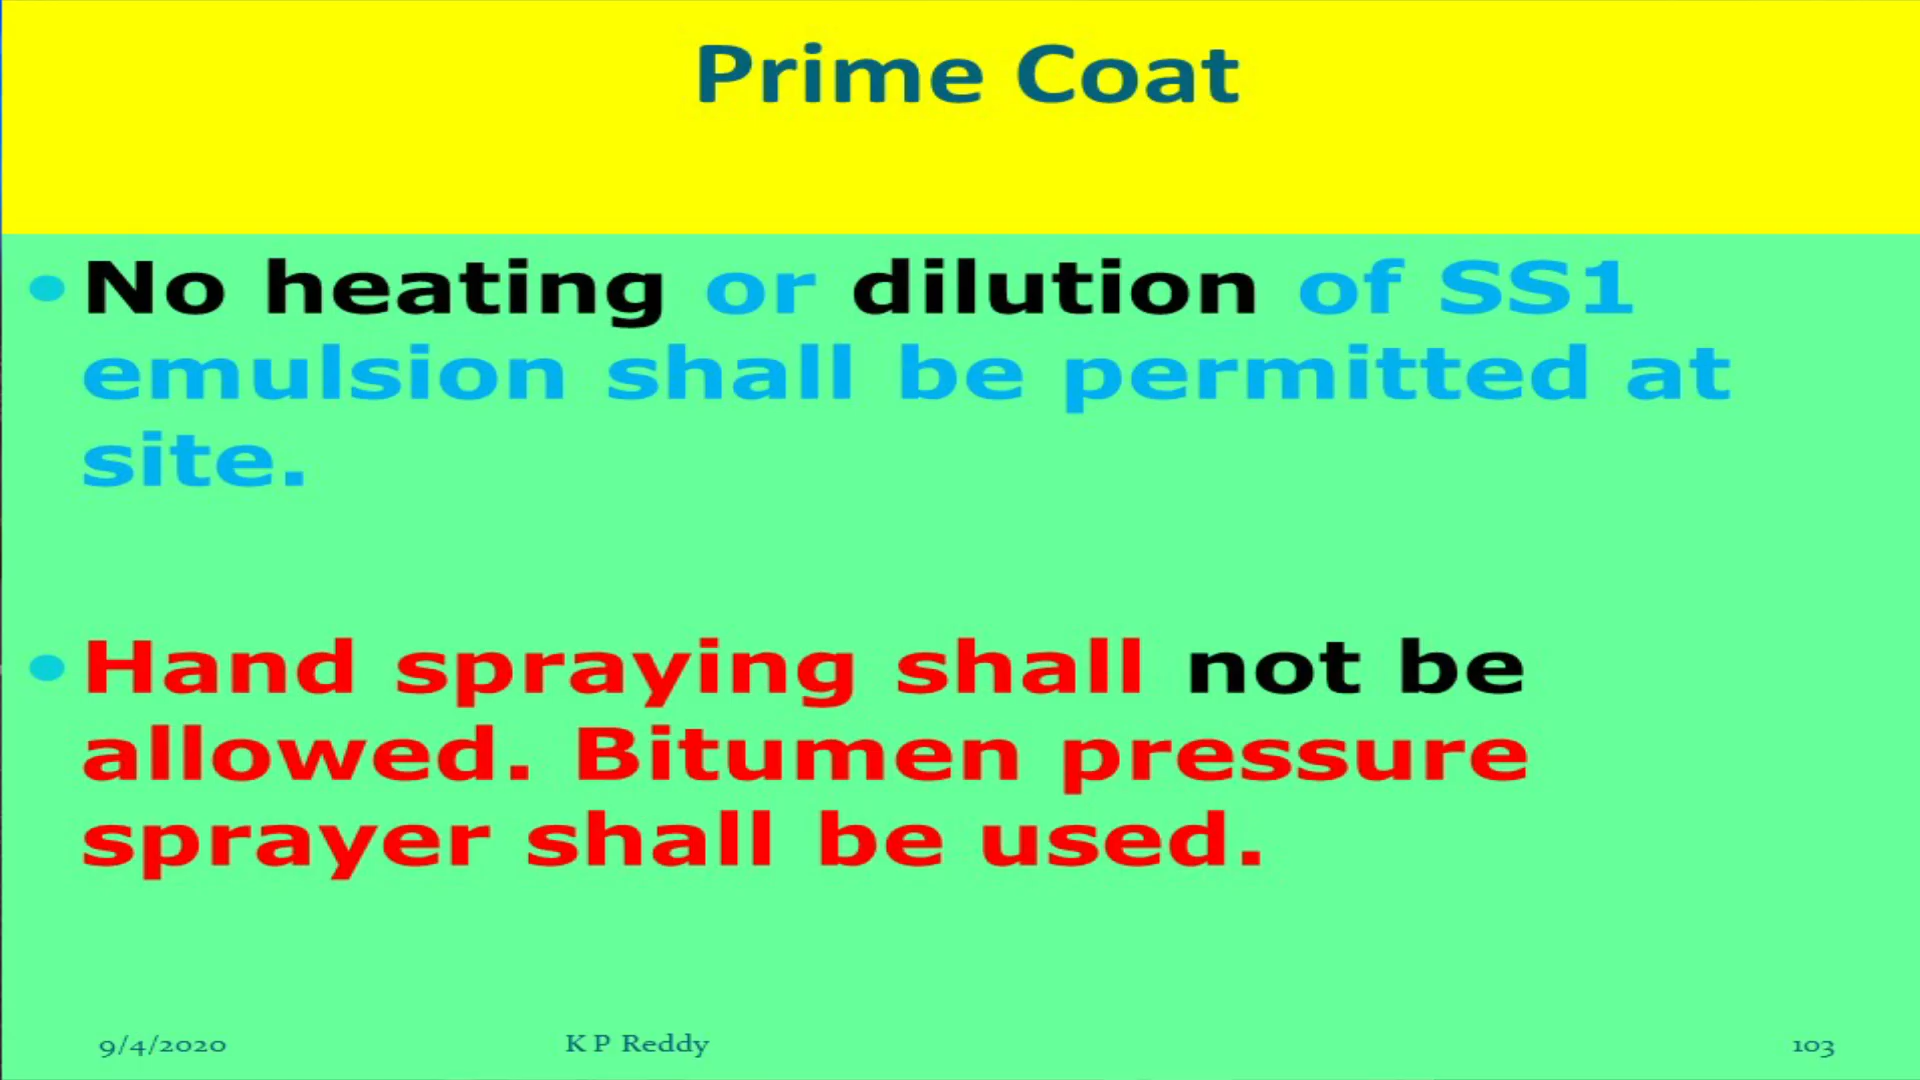 Prime Coat
• No heating or dilution of SS1
emulsion shall be permitted at
site.
• Hand spraying shall not be
allowed. Bitumen pressure
sprayer shall be used.
9/4/2020 K P Reddy 103